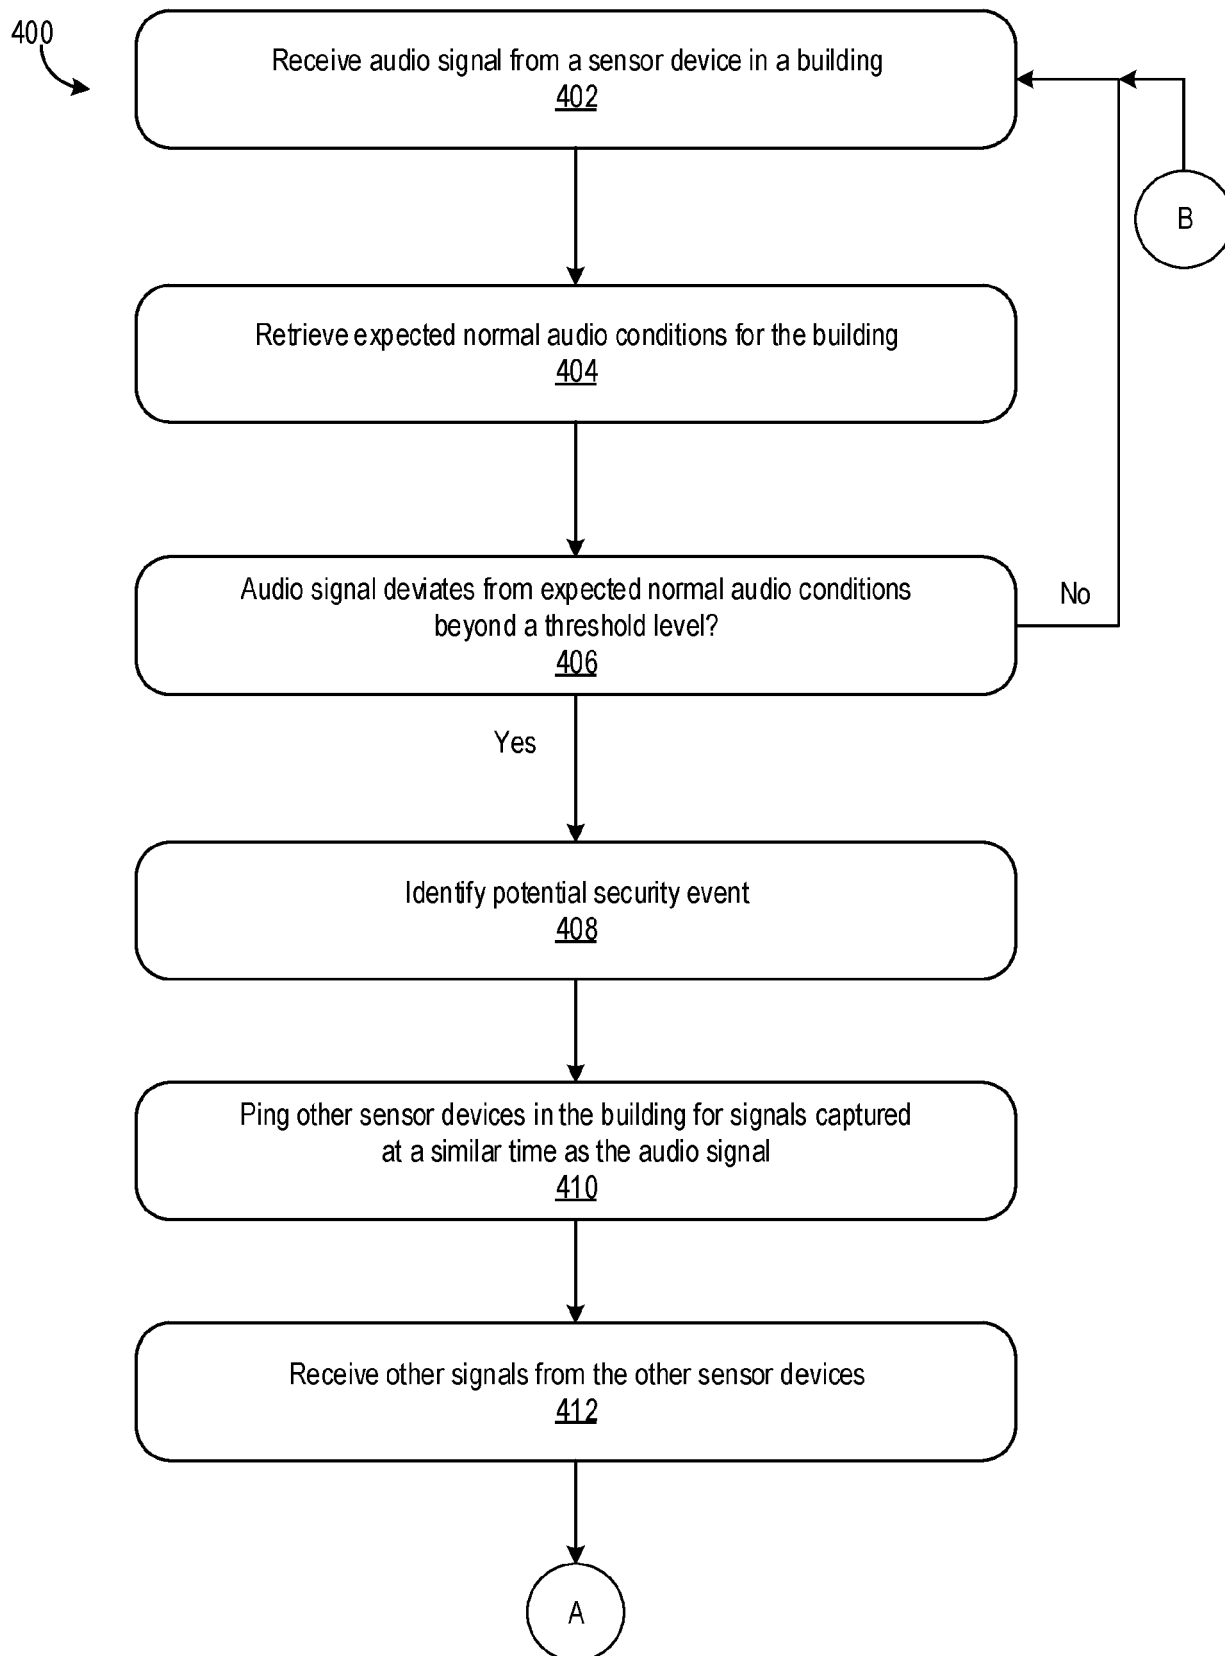 400
Receive audio signal from a sensor device in a building
402
B
Retrieve expected normal audio conditions for the building
404
Audio signal deviates from expected normal audio conditions
beyond a threshold level?
406
No
Yes
Identify potential security event
408
Ping other sensor devices in the building for signals captured
at a similar time as the audio signal
410
Receive other signals from the other sensor devices
412
A